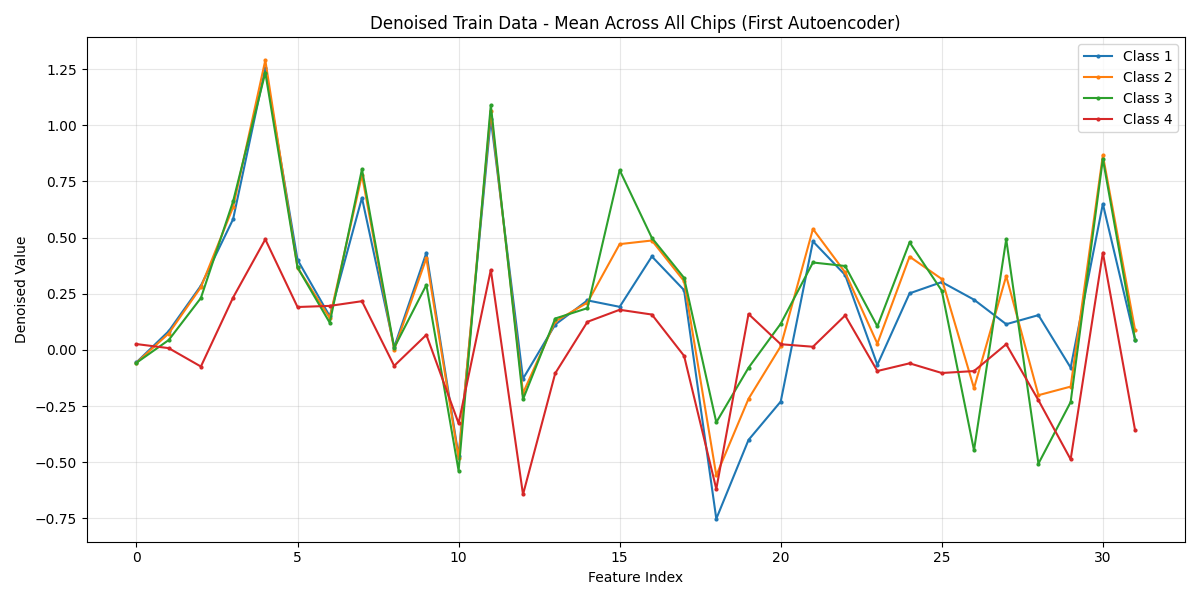 Denoised Train Data - Mean Across All Chips (First Autoencoder)
Denoised Value
1.25
1.00
0.75
0.50
0.25
0.00
−0.25
−0.50
−0.75
Class 1
Class 2
Class 3
Class 4
0 5 10 15 20 25 30
Feature Index